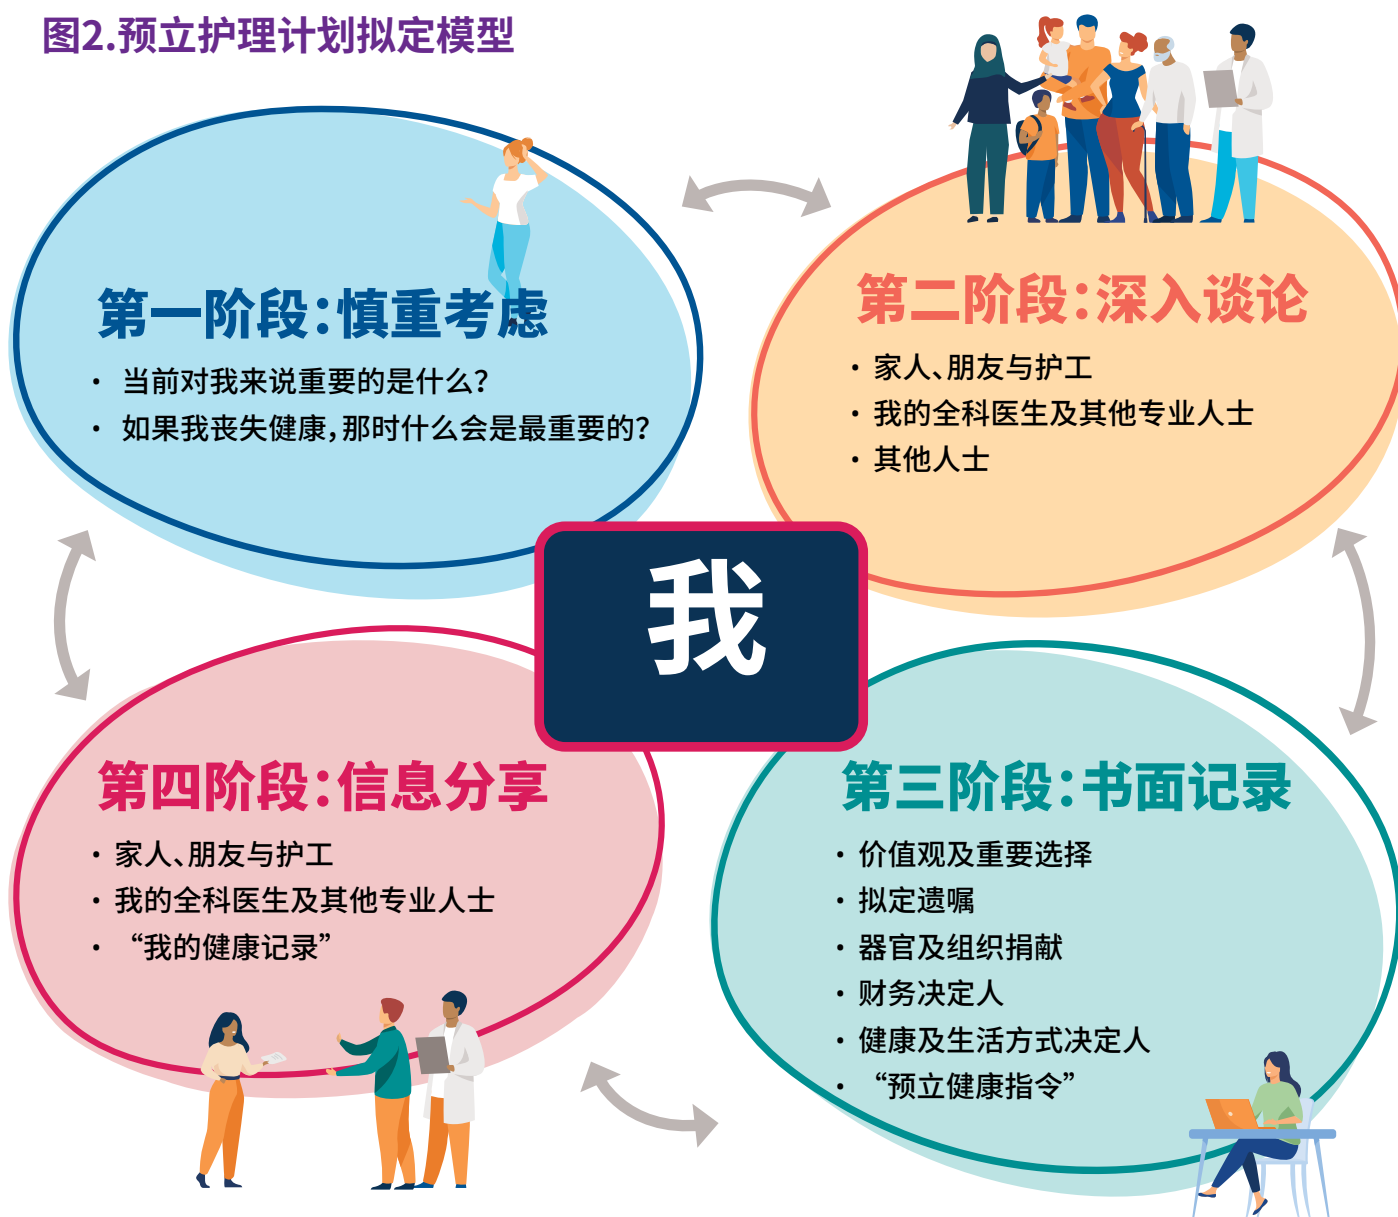 图2.预立护理计划拟定模型
第一阶段:慎重考虑
· 当前对我来说重要的是什么?
· 如果我丧失健康,那时什么会是最重要的?
第二阶段:深入谈论
· 家人、朋友与护工
· 我的全科医生及其他专业人士
· 其他人士
我
第四阶段:信息分享
· 家人、朋友与护工
· 我的全科医生及其他专业人士
· “我的健康记录”
第三阶段:书面记录
· 价值观及重要选择
· 拟定遗嘱
· 器官及组织捐献
· 财务决定人
· 健康及生活方式决定人
· “预立健康指令”